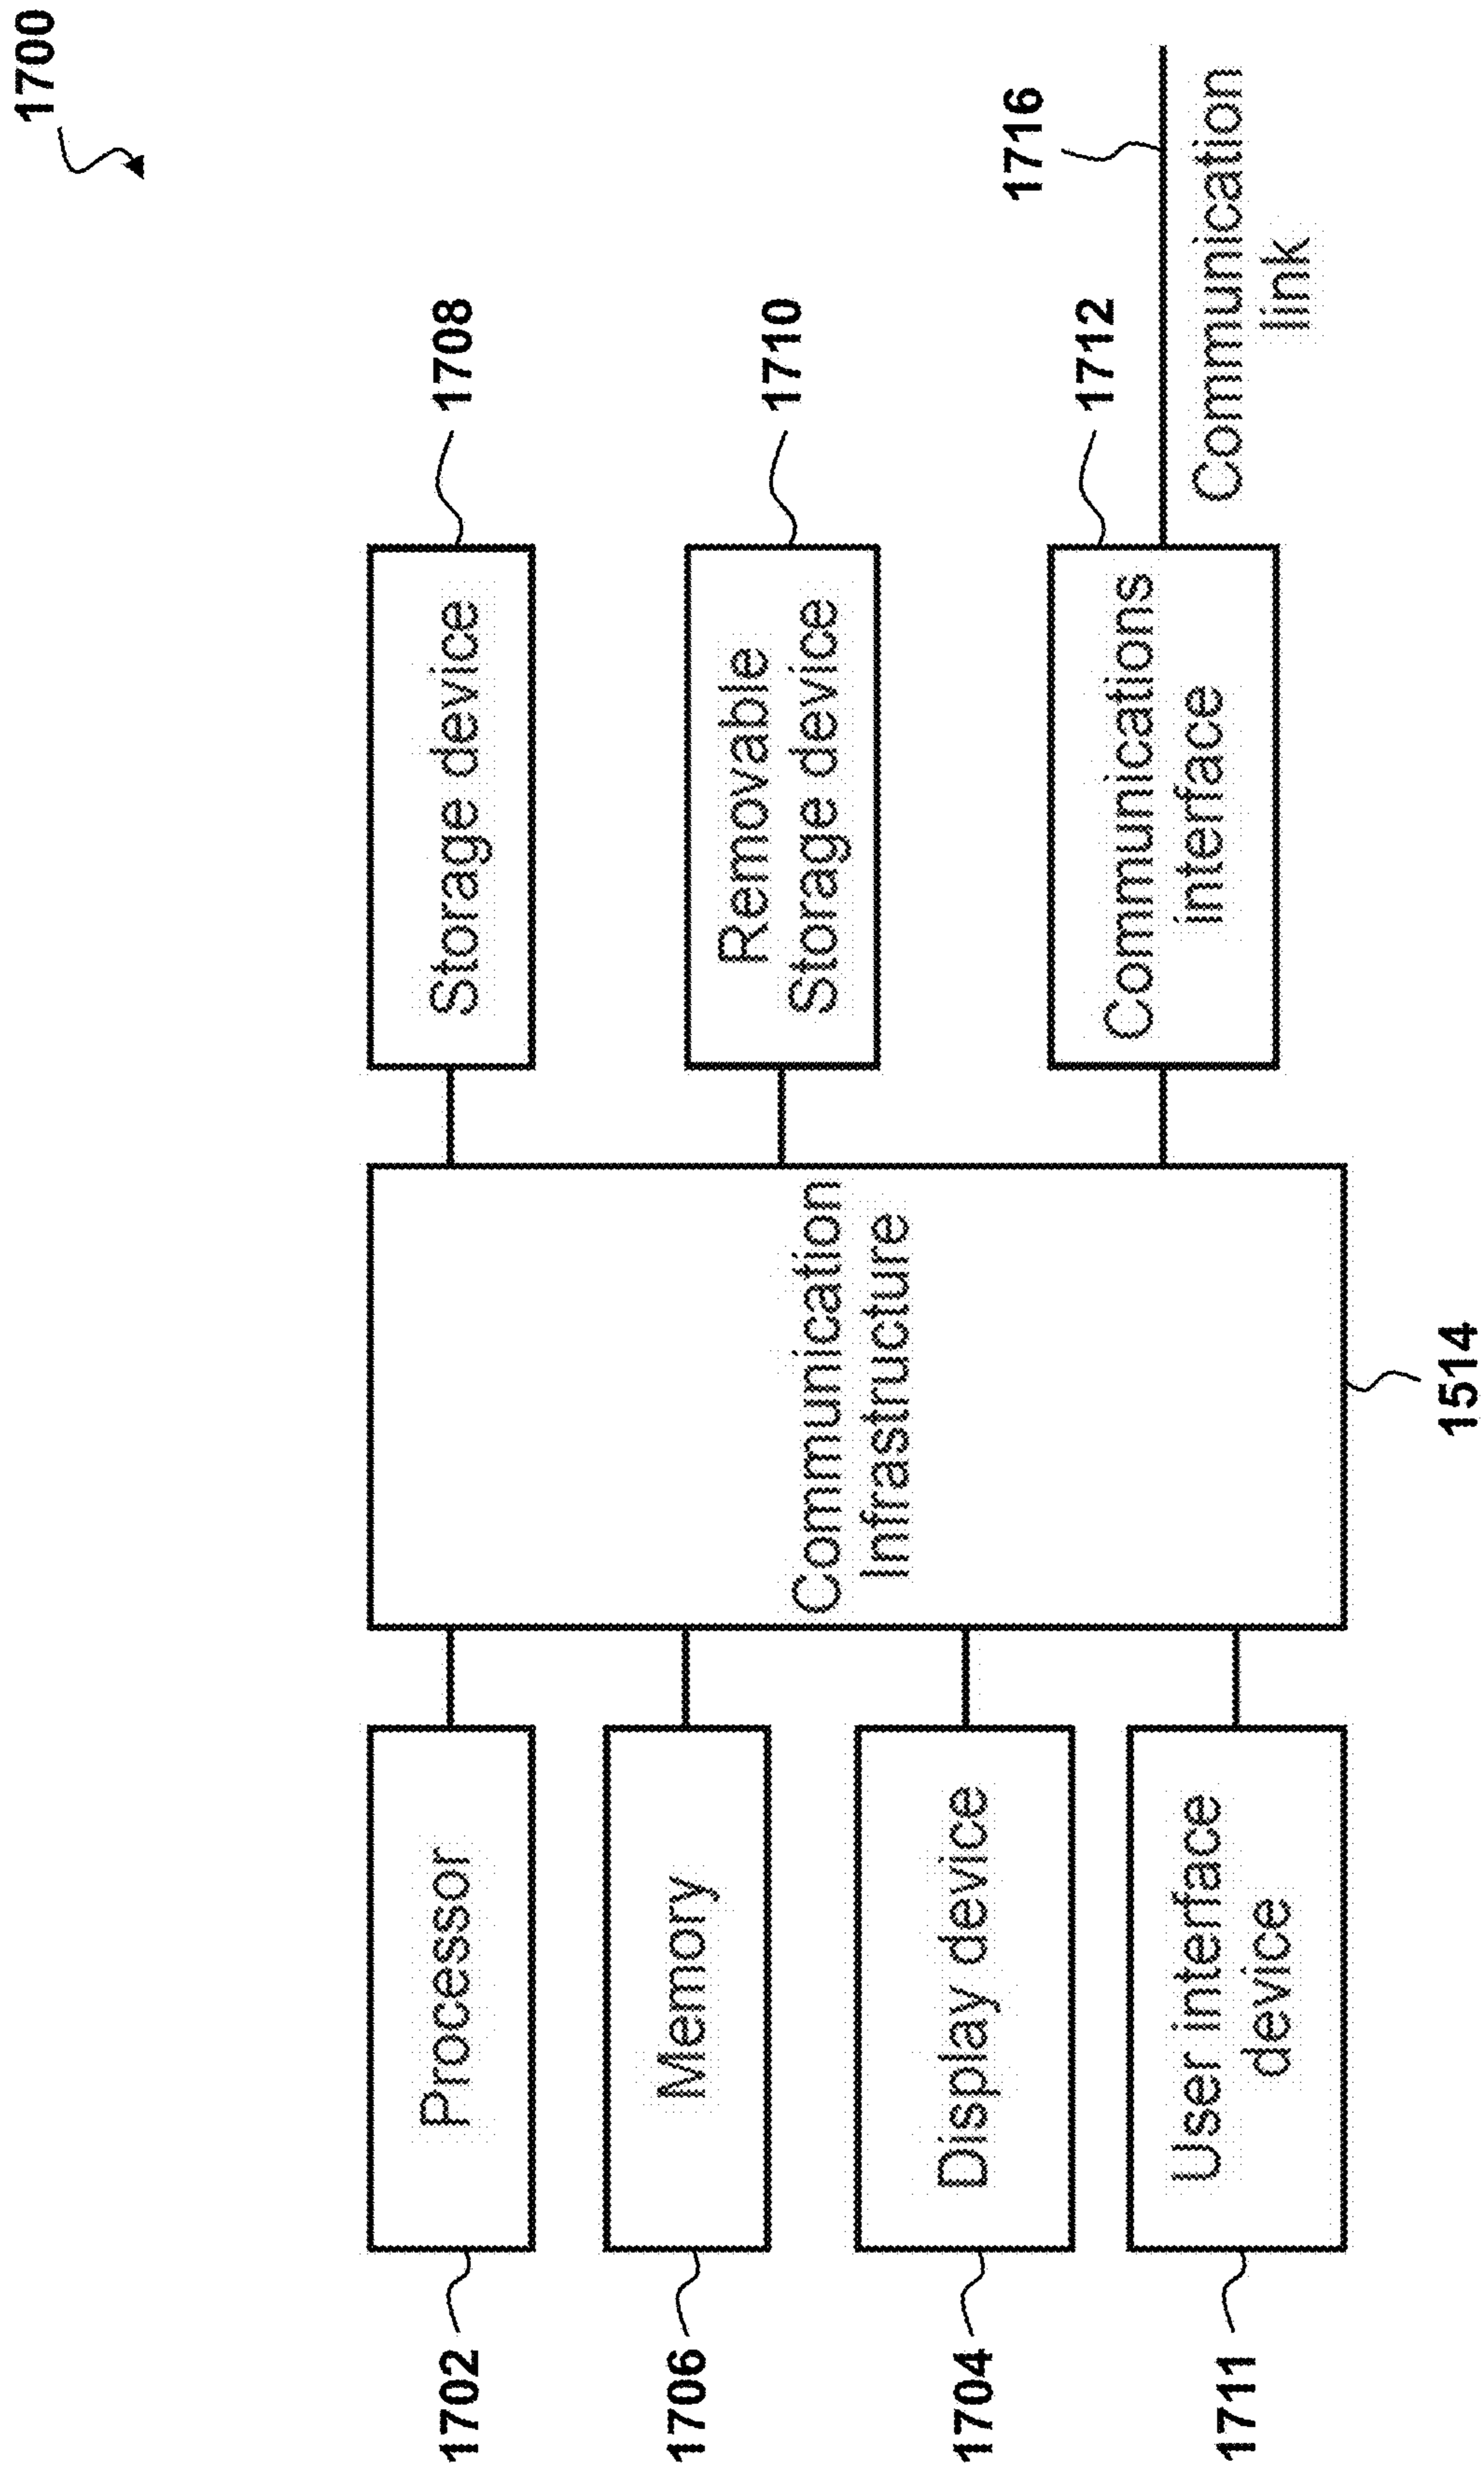 1700
1702
Processor
1706
Memory
1704
Display device
1711
User interface
device
Communication
Infrastructure
1514
Storage device
1708
Removable
Storage device
1710
Communications
interface
1712
1716
Communication
link